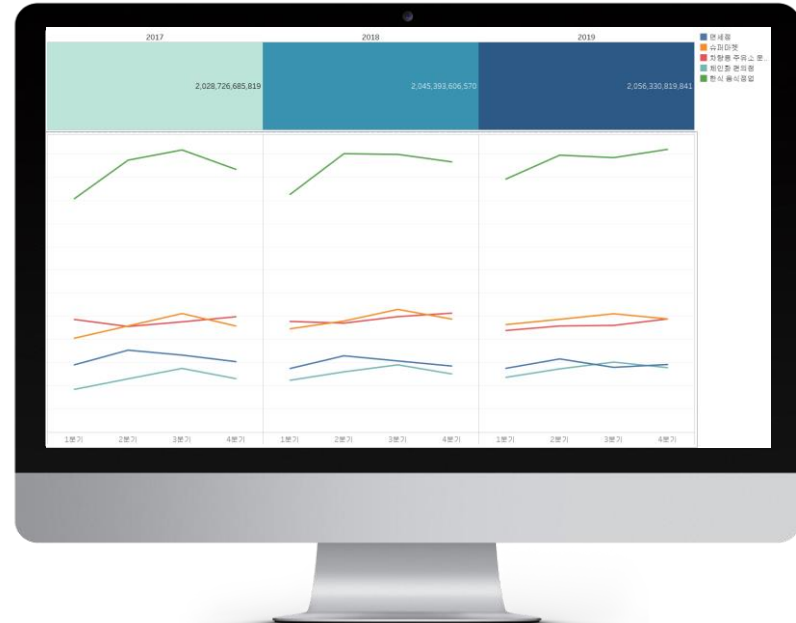 2017 2018 2019
2,028,726,685,819 2,045,393,606,570 2,056,330,819,841
면세점
슈퍼마켓
차량용 주유소 운..
체인화 편의점
한식 음식점업
1분기 2분기 3분기 4분기 1분기 2분기 3분기 4분기 1분기 2분기 3분기 4분기